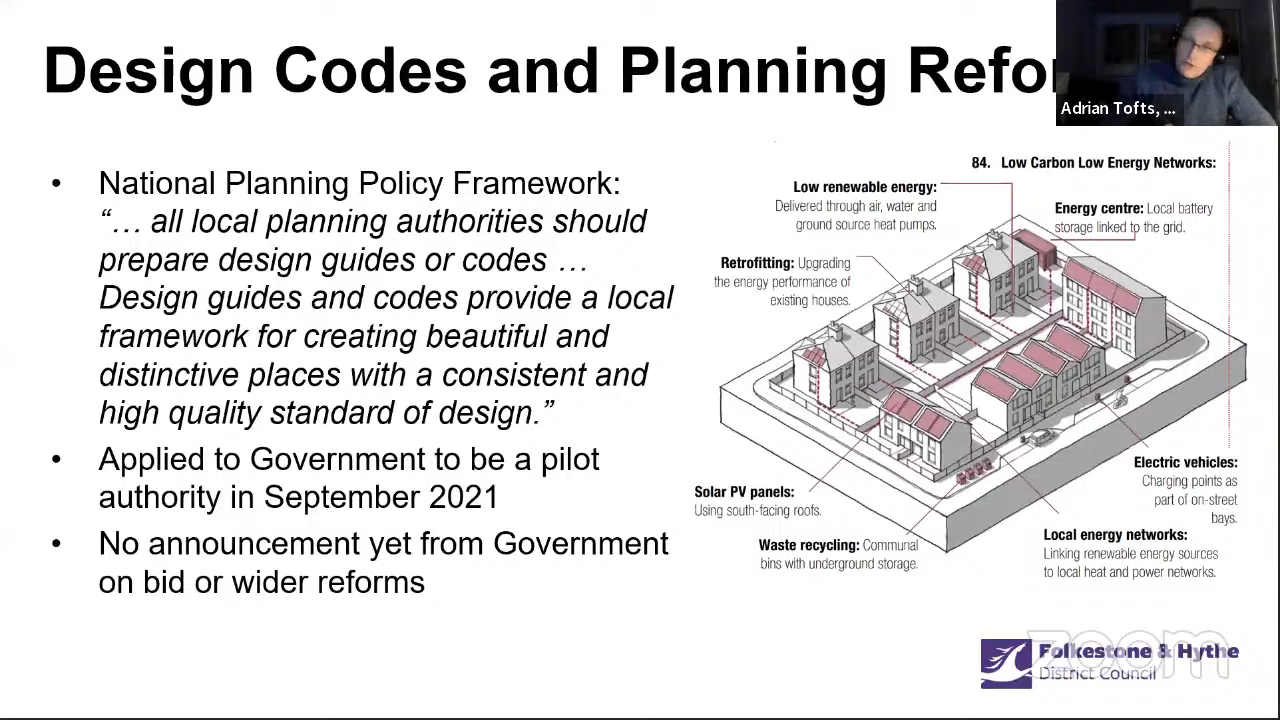 Design Codes and Planning Refo
Adrian Tofts, ...
• National Planning Policy Framework:
“… all local planning authorities should
prepare design guides or codes …
Design guides and codes provide a local
framework for creating beautiful and
distinctive places with a consistent and
high quality standard of design.”
• Applied to Government to be a pilot
authority in September 2021
• No announcement yet from Government
on bid or wider reforms
84. Low Carbon Low Energy Networks:
Low renewable energy:
Delivered through air, water and
ground source heat pumps.
Energy centre: Local battery
storage linked to the grid.
Retrofitting: Upgrading
the energy performance of
existing houses.
Solar PV panels:
Using south-facing roofs.
Waste recycling: Communal
bins with underground storage.
Electric vehicles:
Charging points as
part of on-street
bays.
Local energy networks:
Linking renewable energy sources
to local heat and power networks.
zoom
Folkestone & Hythe
District Council